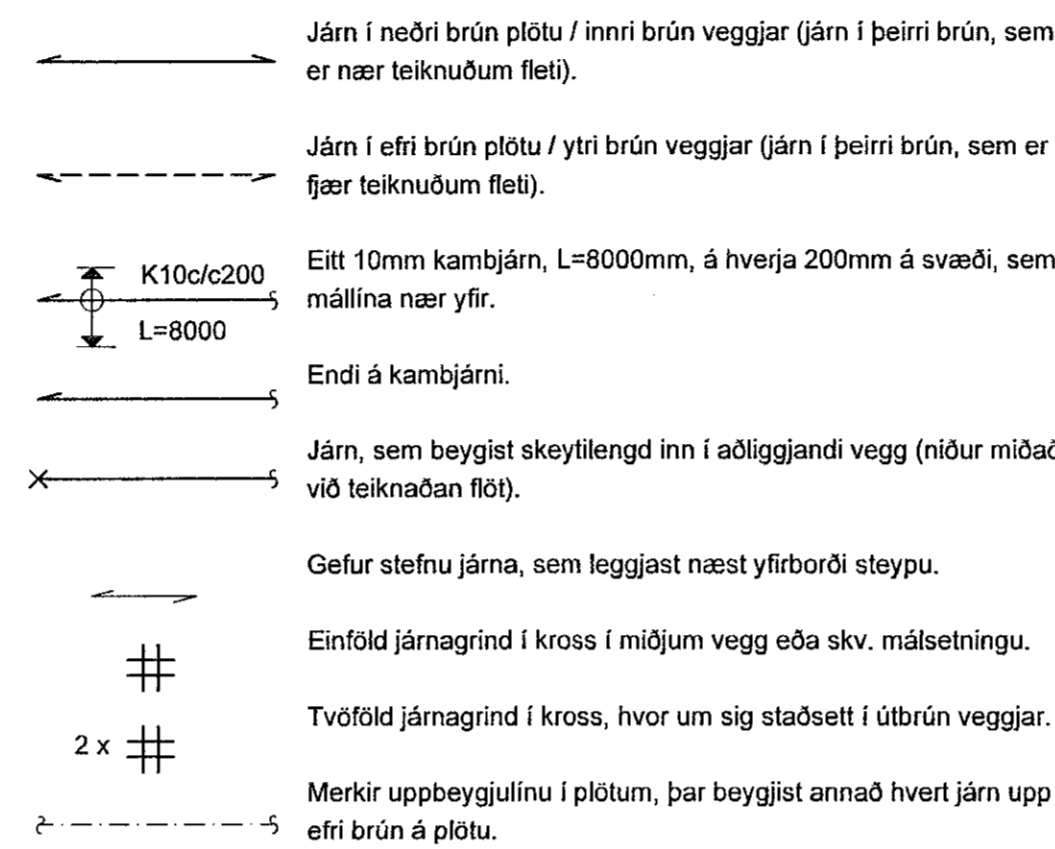 Járn í neðri brún plötu / innri brún veggjar (járn í þeirri brún, sem
er nær teiknuðum fleti).
Járn í efri brún plötu / ytri brún veggjar (járn í þeirri brún, sem er
fjær teiknuðum fleti).
K10c/c200
L=8000
Eitt 10mm kambjárn, L=8000mm, á hverja 200mm á svæði, sem
mállína nær yfir.
Endi á kambjárni.
Járn, sem beygist skeytilengd inn í aðliggjandi vegg (niður miðað
við teiknaðan flöt).
Gefur stefnu járna, sem leggjast næst yfirborði steypu.
Einföld járnagrind í kross í miðjum vegg eða skv. málsetningu.
2 x
Tvöföld járnagrind í kross, hvor um sig staðsett í útbrún veggjar.
Merkir uppbeygjulínu í plötum, þar beygjist annað hvert járn upp
efri brún á plötu.